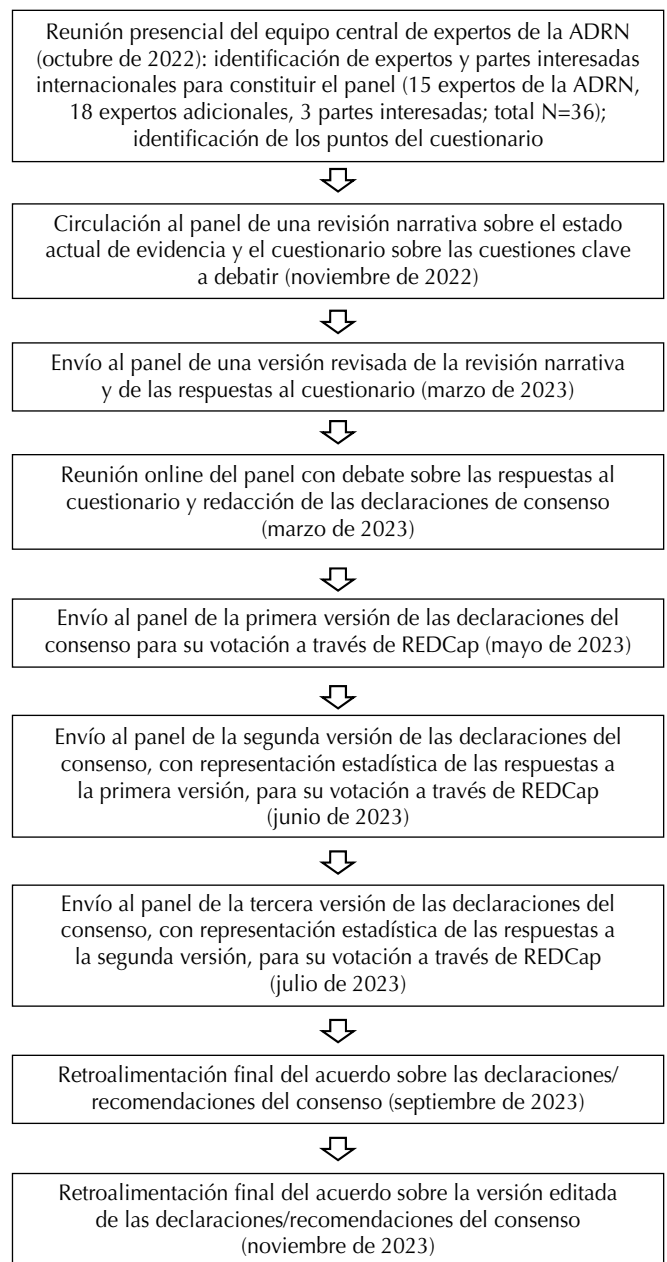 Reunión presencial del equipo central de expertos de la ADRN
(octubre de 2022): identificación de expertos y partes interesadas
internacionales para constituir el panel (15 expertos de la ADRN,
18 expertos adicionales, 3 partes interesadas; total N=36);
identificación de los puntos del cuestionario
Circulación al panel de una revisión narrativa sobre el estado
actual de evidencia y el cuestionario sobre las cuestiones clave
a debatir (noviembre de 2022)
Envío al panel de una versión revisada de la revisión narrativa
y de las respuestas al cuestionario (marzo de 2023)
Reunión online del panel con debate sobre las respuestas al
cuestionario y redacción de las declaraciones de consenso
(marzo de 2023)
Envío al panel de la primera versión de las declaraciones del
consenso para su votación a través de REDCap (mayo de 2023)
Envío al panel de la segunda versión de las declaraciones del
consenso, con representación estadística de las respuestas a
la primera versión, para su votación a través de REDCap
(junio de 2023)
Envío al panel de la tercera versión de las declaraciones del
consenso, con representación estadística de las respuestas a
la segunda versión, para su votación a través de REDCap
(julio de 2023)
Retroalimentación final del acuerdo sobre las declaraciones/
recomendaciones del consenso (septiembre de 2023)
Retroalimentación final del acuerdo sobre la versión editada
de las declaraciones/recomendaciones del consenso
(noviembre de 2023)